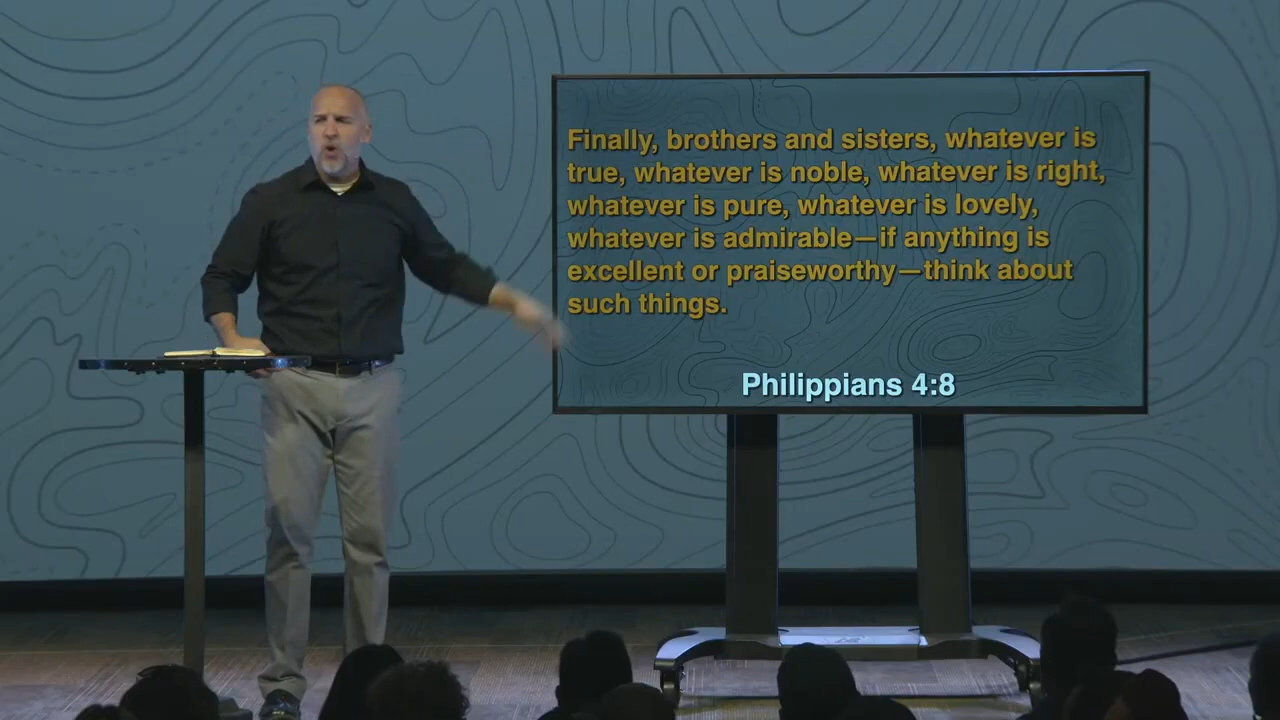 Finally, brothers and sisters, whatever is
true, whatever is noble, whatever is right,
whatever is pure, whatever is lovely,
whatever is admirable—if anything is
excellent or praiseworthy—think about
such things.
Philippians 4:8